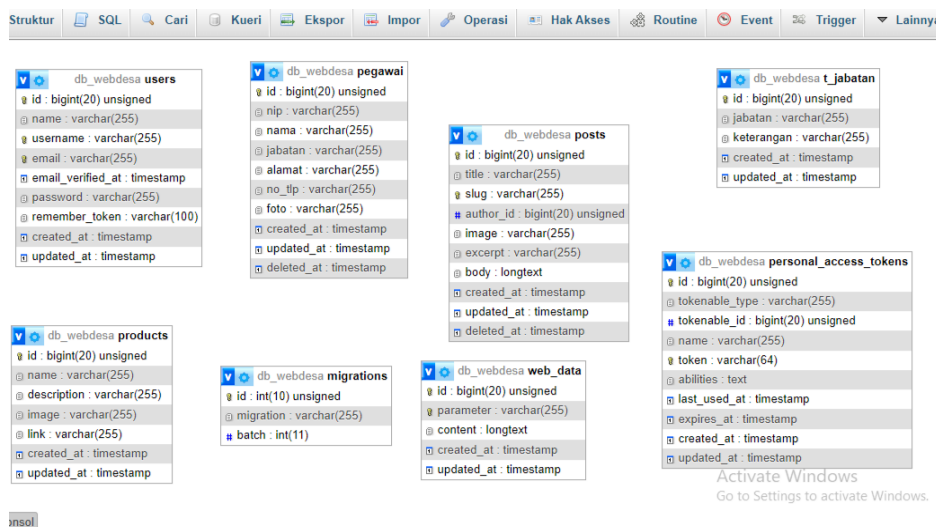 Struktur SQL Cari Kueri Ekspor Impor Operasi Hak Akses Routine Event Trigger Lainnya
db_webdesa users
id : bigint(20) unsigned
name : varchar(255)
username : varchar(255)
email : varchar(255)
email_verified_at : timestamp
password : varchar(255)
remember_token : varchar(100)
created_at : timestamp
updated_at : timestamp
db_webdesa pegawai
id : bigint(20) unsigned
nip : varchar(255)
nama : varchar(255)
jabatan : varchar(255)
alamat : varchar(255)
no_tlp : varchar(255)
foto : varchar(255)
created_at : timestamp
updated_at : timestamp
deleted_at : timestamp
db_webdesa posts
id : bigint(20) unsigned
title : varchar(255)
slug : varchar(255)
# author_id : bigint(20) unsigned
image : varchar(255)
excerpt : varchar(255)
body : longtext
created_at : timestamp
updated_at : timestamp
deleted_at : timestamp
db_webdesa t_jabatan
id : bigint(20) unsigned
jabatan : varchar(255)
keterangan : varchar(255)
created_at : timestamp
updated_at : timestamp
db_webdesa products
id : bigint(20) unsigned
name : varchar(255)
description : varchar(255)
image : varchar(255)
link : varchar(255)
created_at : timestamp
updated_at : timestamp
db_webdesa migrations
id : int(10) unsigned
migration : varchar(255)
# batch : int(11)
db_webdesa web_data
id : bigint(20) unsigned
parameter : varchar(255)
content : longtext
created_at : timestamp
updated_at : timestamp
db_webdesa personal_access_tokens
id : bigint(20) unsigned
tokenable_type : varchar(255)
# tokenable_id : bigint(20) unsigned
name : varchar(255)
token : varchar(64)
abilities : text
last_used_at : timestamp
expires_at : timestamp
created_at : timestamp
updated_at : timestamp
Activate Windows
Go to Settings to activate Windows.
onsol